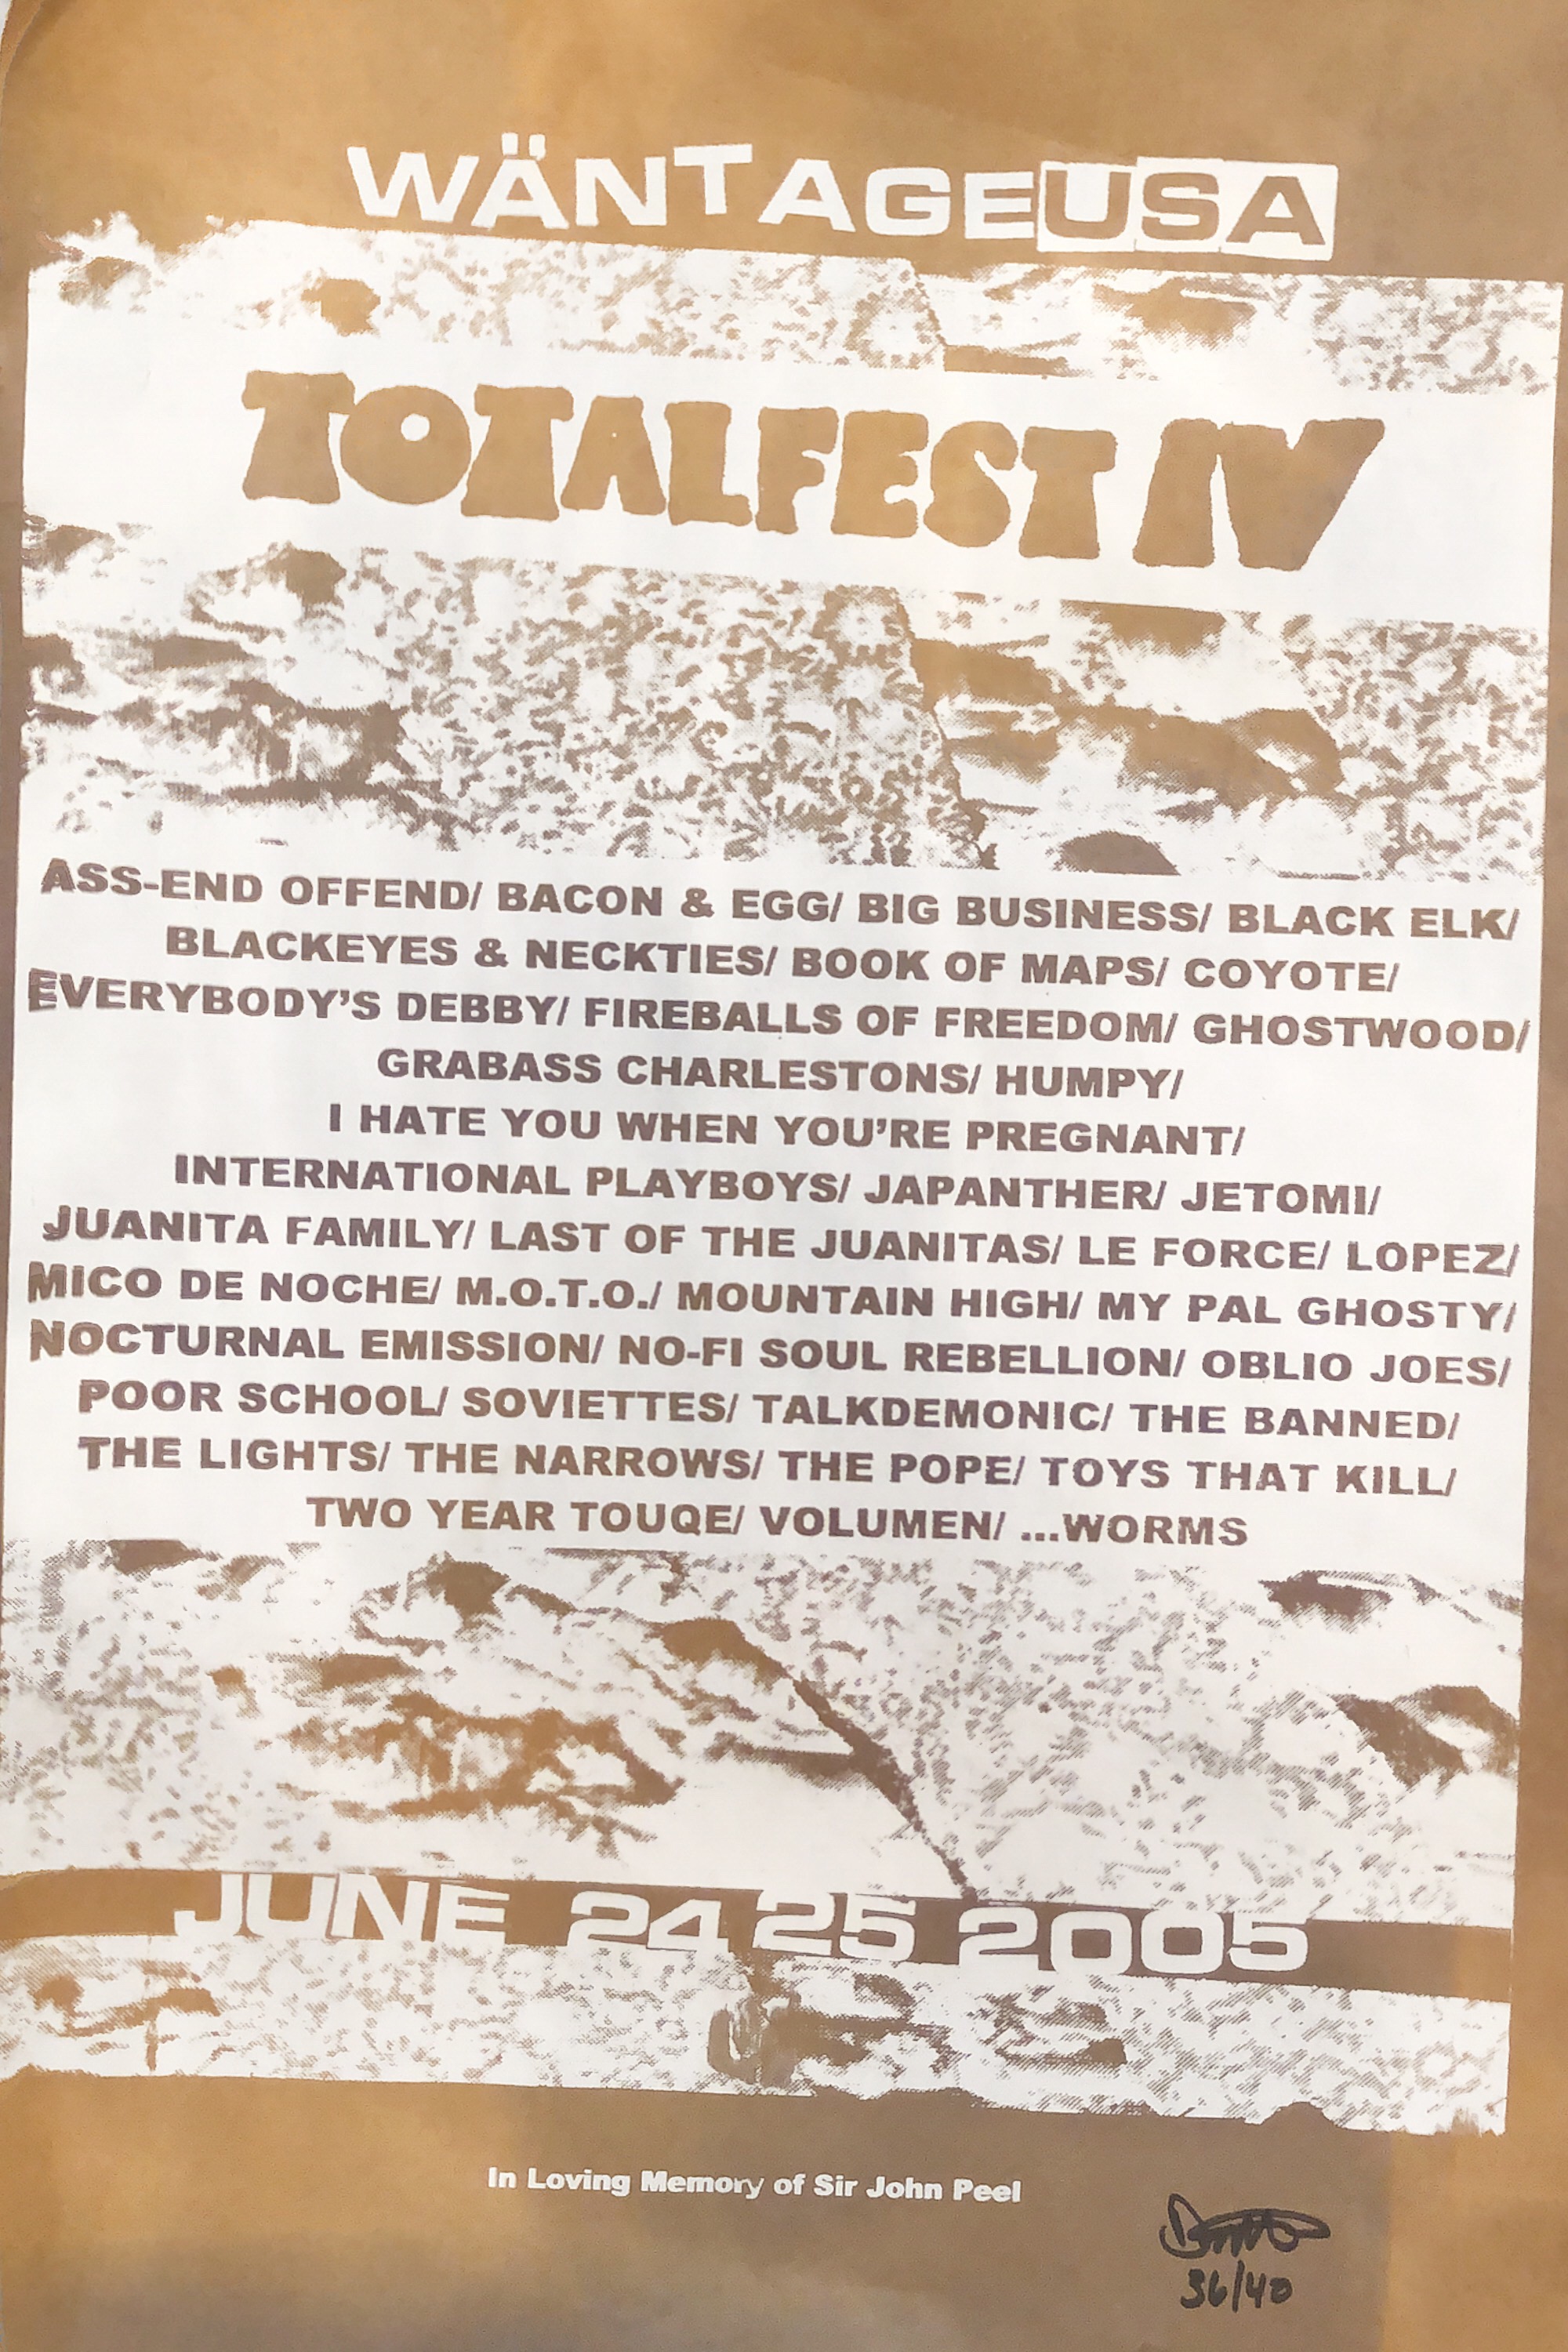 WÄNTAGEUSA
TOTALFEST IV
ASS-END OFFEND/ BACON & EGG/ BIG BUSINESS/ BLACK ELK/
BLACKEYES & NECKTIES/ BOOK OF MAPS/ COYOTE/
EVERYBODY'S DEBBY/ FIREBALLS OF FREEDOM/ GHOSTWOOD/
GRABASS CHARLESTONS/ HUMPY/
I HATE YOU WHEN YOU'RE PREGNANT/
INTERNATIONAL PLAYBOYS/ JAPANTHER/ JETOMI/
JUANITA FAMILY/ LAST OF THE JUANITAS/ LE FORCE/ LOPEZ/
MICO DE NOCHE/ M.O.T.O./ MOUNTAIN HIGH/ MY PAL GHOSTY/
NOCTURNAL EMISSION/ NO-FI SOUL REBELLION/ OBLIO JOES/
POOR SCHOOL/ SOVIETTES/ TALKDEMONIC/ THE BANNED/
THE LIGHTS/ THE NARROWS/ THE POPE/ TOYS THAT KILL/
TWO YEAR TOUQE/ VOLUMEN/ ...WORMS
JUNE 24 25 2005
In Loving Memory of Sir John Peel
36/40